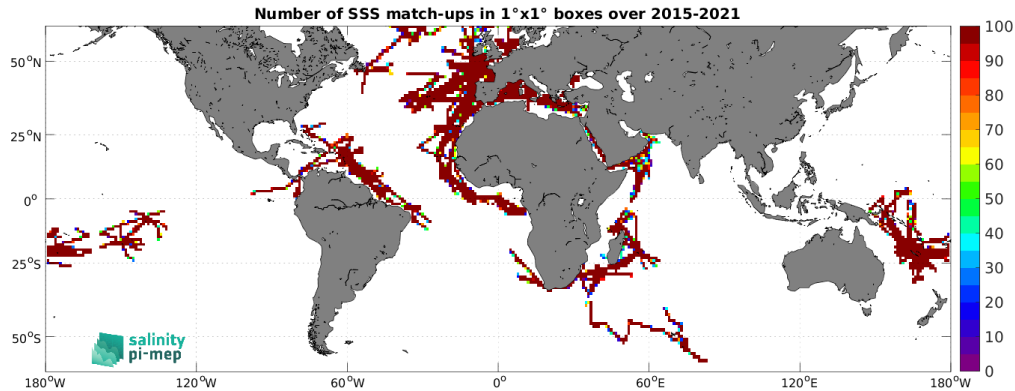 Number of SSS match-ups in 1°x1° boxes over 2015-2021
50°N
25°N
0°
25°S
50°S
180°W 120°W 60°W 0° 60°E 120°E 180°W
100
90
80
70
60
50
40
30
20
10
0
salinity
pi-mep